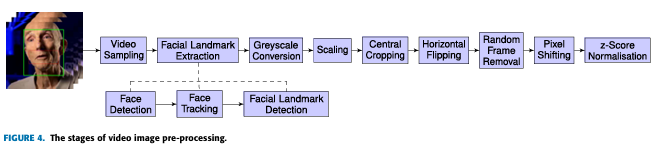 Video
Sampling
Facial Landmark
Extraction
Greyscale
Conversion
Scaling
Central
Cropping
Horizontal
Flipping
Random
Frame
Removal
Pixel
Shifting
z-Score
Normalisation
Face
Detection
Face
Tracking
Facial Landmark
Detection
FIGURE 4. The stages of video image pre-processing.